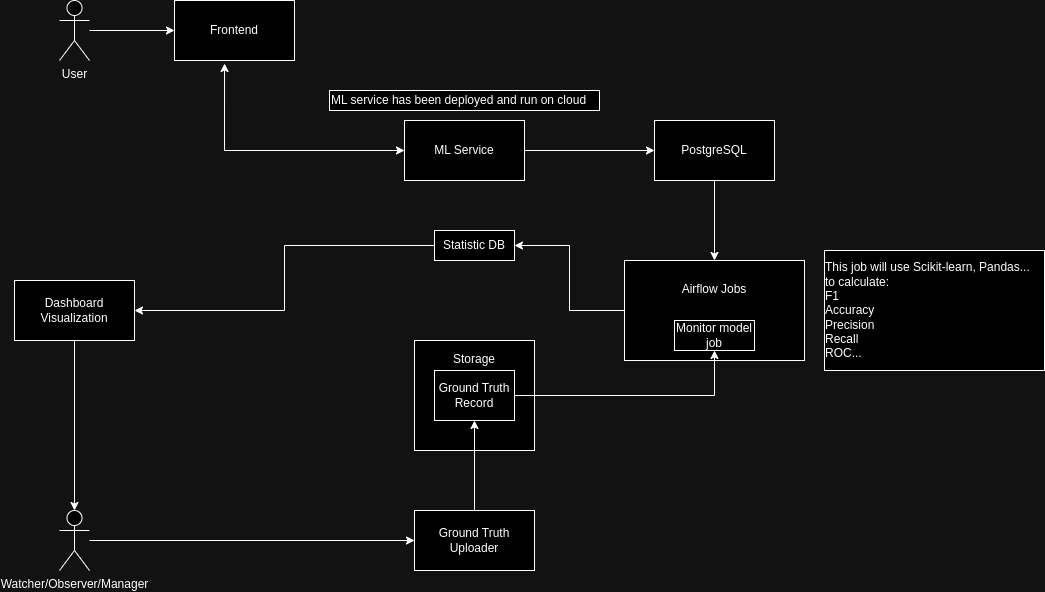 Frontend
User
ML service has been deployed and run on cloud
ML Service
PostgreSQL
Statistic DB
This job will use Scikit-learn, Pandas...
to calculate:
F1
Accuracy
Precision
Recall
ROC...
Airflow Jobs
Monitor model
job
Dashboard
Visualization
Storage
Ground Truth
Record
Ground Truth
Uploader
Watcher/Observer/Manager